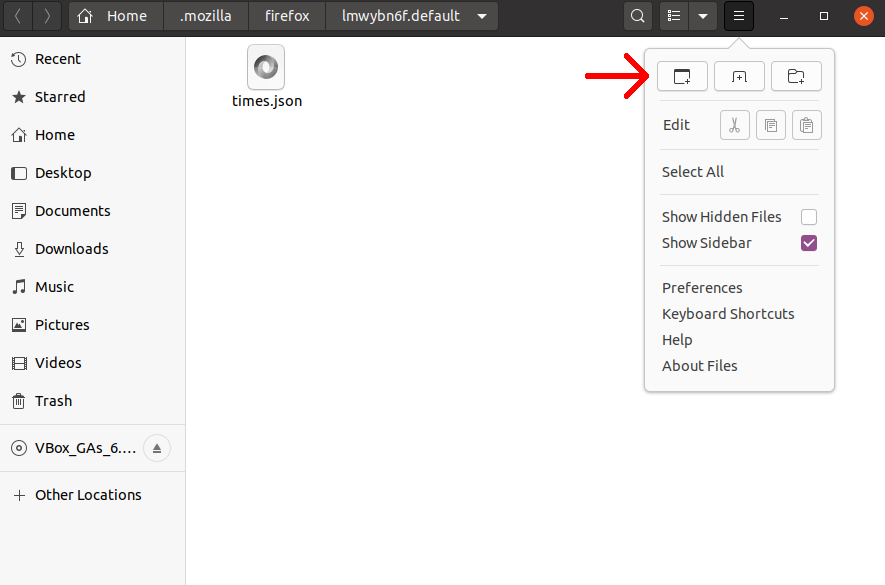 Home .mozilla firefox lmwybn6f.default
Recent
Starred
Home
Desktop
Documents
Downloads
Music
Pictures
Videos
Trash
VBox_GAs_6....
Other Locations
times.json
Edit
Select All
Show Hidden Files
Show Sidebar
Preferences
Keyboard Shortcuts
Help
About Files